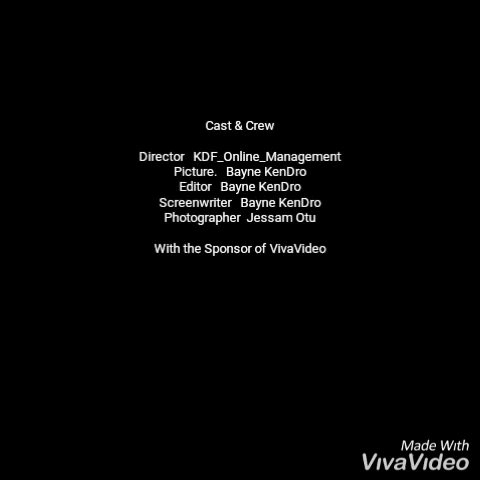 Cast & Crew
Director KDF_Online_Management
Picture. Bayne KenDro
Editor Bayne KenDro
Screenwriter Bayne KenDro
Photographer Jessam Otu
With the Sponsor of VivaVideo
Made With
VivaVideo